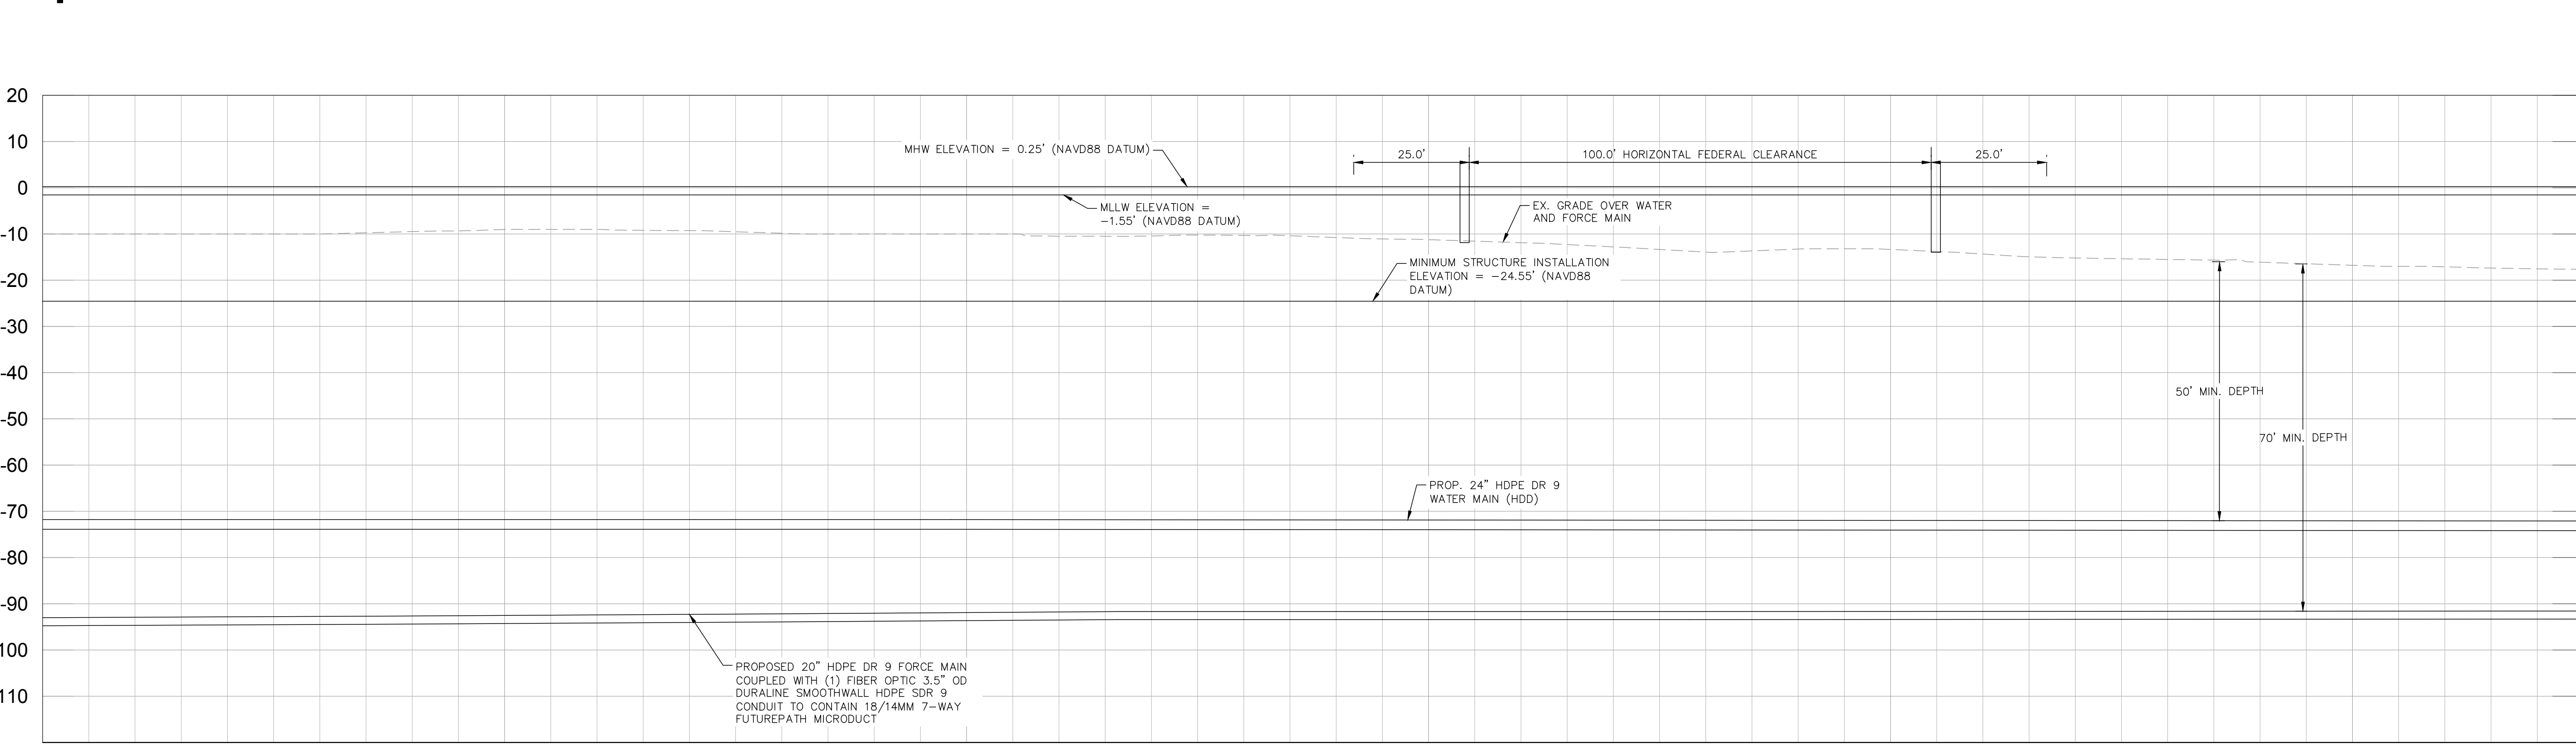 20
10
MHW ELEVATION = 0.25' (NAVD88 DATUM)
25.0'
100.0' HORIZONTAL FEDERAL CLEARANCE
25.0'
0
MLLW ELEVATION =
-1.55' (NAVD88 DATUM)
EX. GRADE OVER WATER
AND FORCE MAIN
-10
MINIMUM STRUCTURE INSTALLATION
ELEVATION = -24.55' (NAVD88
DATUM)
-20
-30
-40
50' MIN. DEPTH
-50
70' MIN. DEPTH
-60
PROP. 24" HDPE DR 9
WATER MAIN (HDD)
-70
-80
-90
100
PROPOSED 20" HDPE DR 9 FORCE MAIN
COUPLED WITH (1) FIBER OPTIC 3.5" OD
DURALINE SMOOTHWALL HDPE SDR 9
CONDUIT TO CONTAIN 18/14MM 7-WAY
FUTUREPATH MICRODUCT
110